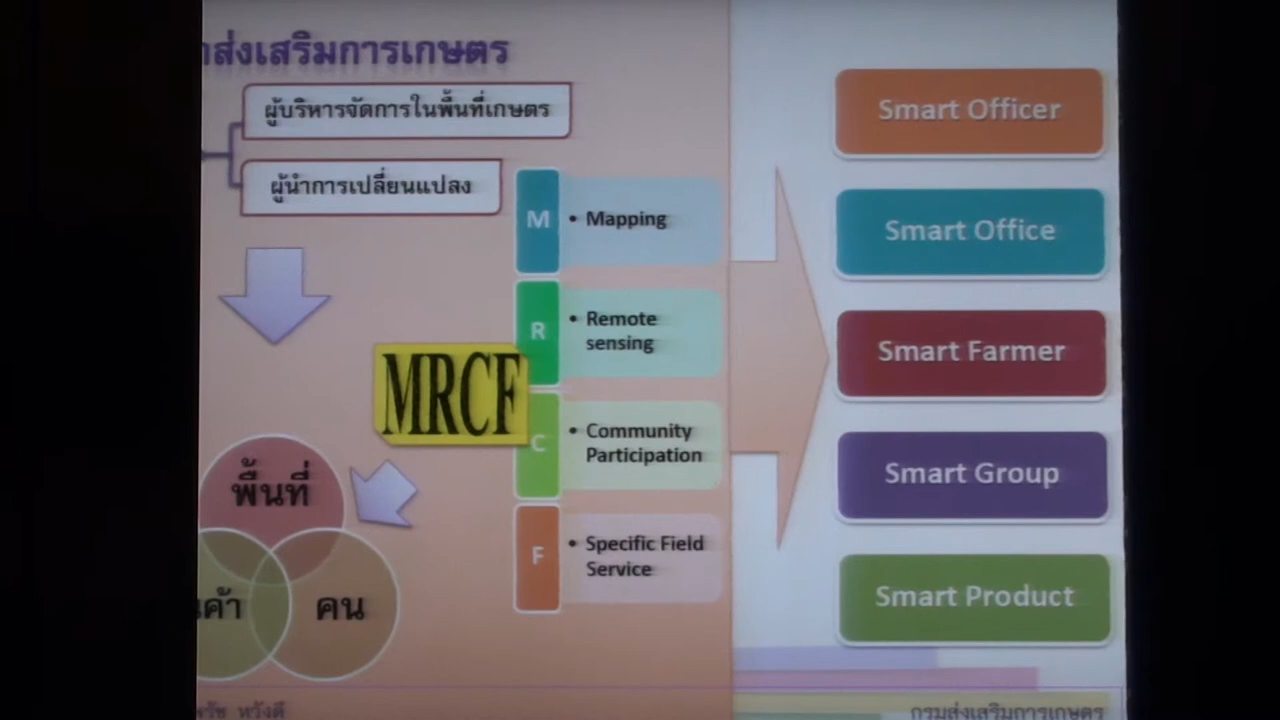 ส่งเสริมการเกษตร
ผู้บริหารจัดการในพื้นที่เกษตร
ผู้นำการเปลี่ยนแปลง
M
• Mapping
R
• Remote
sensing
MRCF
C
• Community
Participation
F
• Specific Field
Service
พื้นที่
คน
Smart Officer
Smart Office
Smart Farmer
Smart Group
Smart Product
หวังดี
กรมส่งเสริมการเกษตร